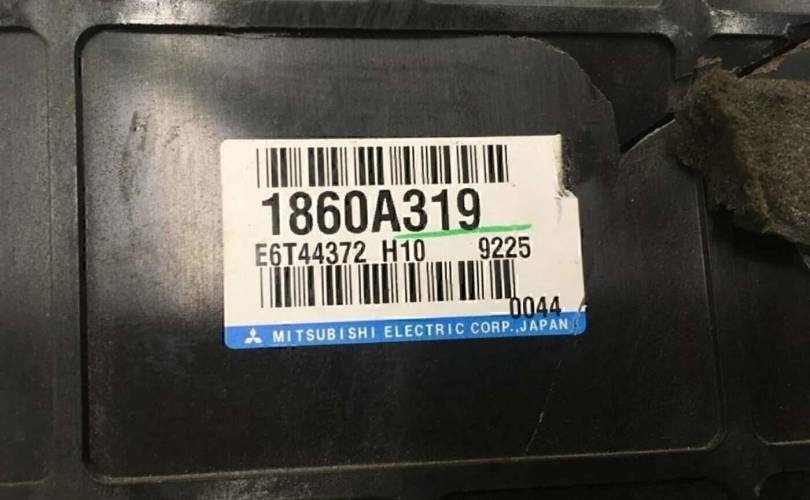 1860A319
E6T44372 H10 9225
0044
MITSUBISHI ELECTRIC CORP.,JAPAN